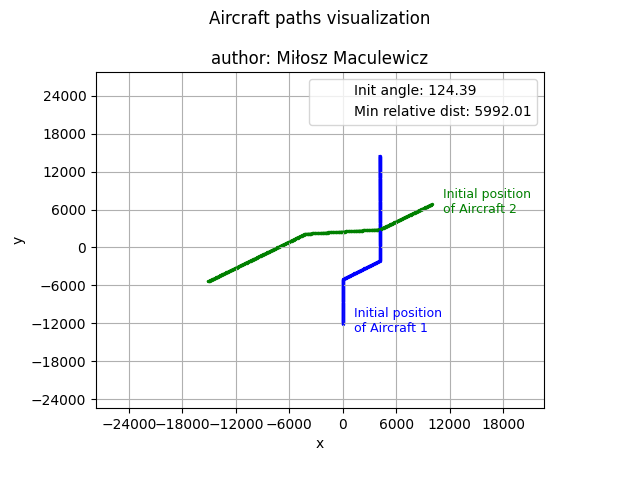 Aircraft paths visualization
author: Miłosz Maculewicz
Init angle: 124.39
Min relative dist: 5992.01
24000
18000
12000
6000
0
−6000
−12000
−18000
−24000
y
Initial position
of Aircraft 2
Initial position
of Aircraft 1
−24000 −18000 −12000 −6000 0 6000 12000 18000
x